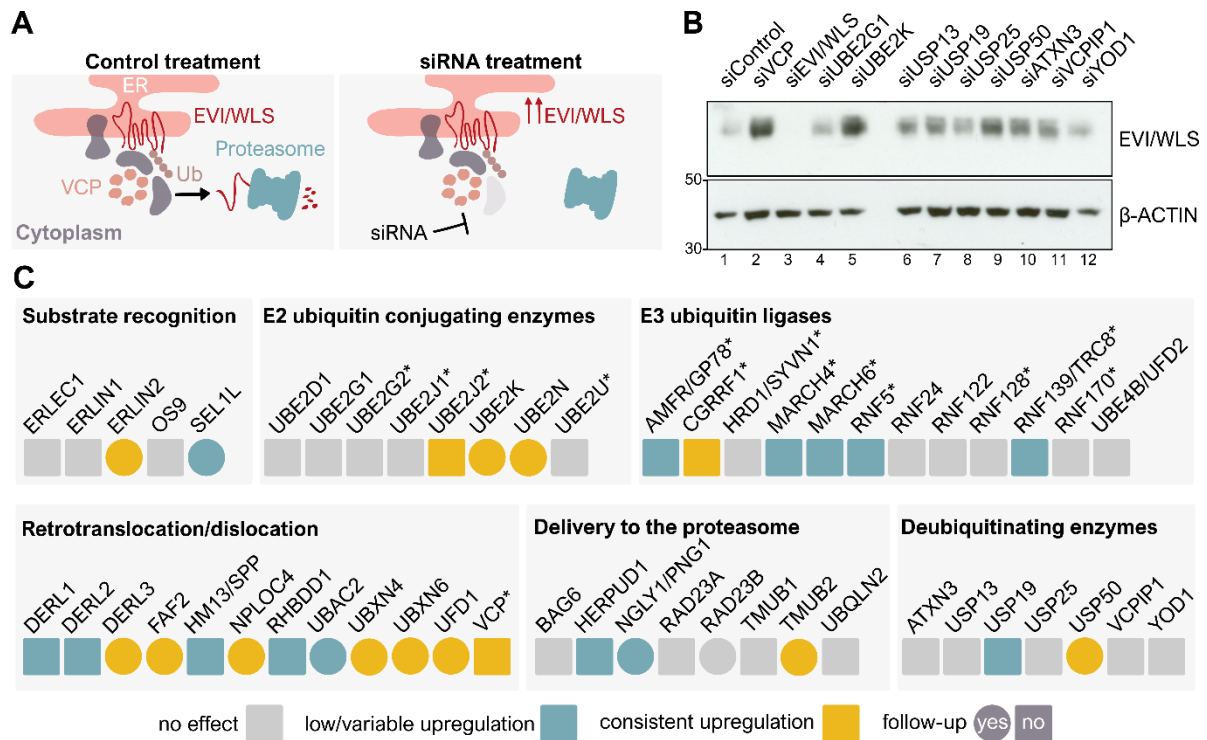 A
Control treatment
ER
EVI/WLS
Proteasome
Ub
VCP
Cytoplasm
siRNA treatment
↑↑EVI/WLS
siRNA
B
siControl
siVCP
siEVI/WLS
siUBE2G1
siUBE2K
siUSP13
siUSP19
siUSP25
siUSP50
siATXN3
siVCPIP1
siYOD1
EVI/WLS
50
β-ACTIN
30
1 2 3 4 5 6 7 8 9 10 11 12
C
Substrate recognition
ERLEC1
ERLIN1
ERLIN2
OS9
SEL1L
E2 ubiquitin conjugating enzymes
UBE2D1
UBE2G1
UBE2G2*
UBE2J1*
UBE2J2*
UBE2K
UBE2N
UBE2U*
E3 ubiquitin ligases
AMFR/GP78*
CGRRF1*
HRD1/SYVN1*
MARCH4*
MARCH6*
RNF5*
RNF24
RNF122
RNF128*
RNF139/TRC8*
RNF170*
UBE4B/UFD2
Retrotranslocation/dislocation
DERL1
DERL2
DERL3
FAF2
HM13/SPP
NPLOC4
RHBDD1
UBAC2
UBXN4
UBXN6
UFD1
VCP*
Delivery to the proteasome
BAG6
HERPUD1
NGLY1/PNG1
RAD23A
RAD23B
TMUB1
TMUB2
UBQLN2
Deubiquitinating enzymes
ATXN3
USP13
USP19
USP25
USP50
VCPIP1
YOD1
no effect
low/variable upregulation
consistent upregulation
follow-up yes no